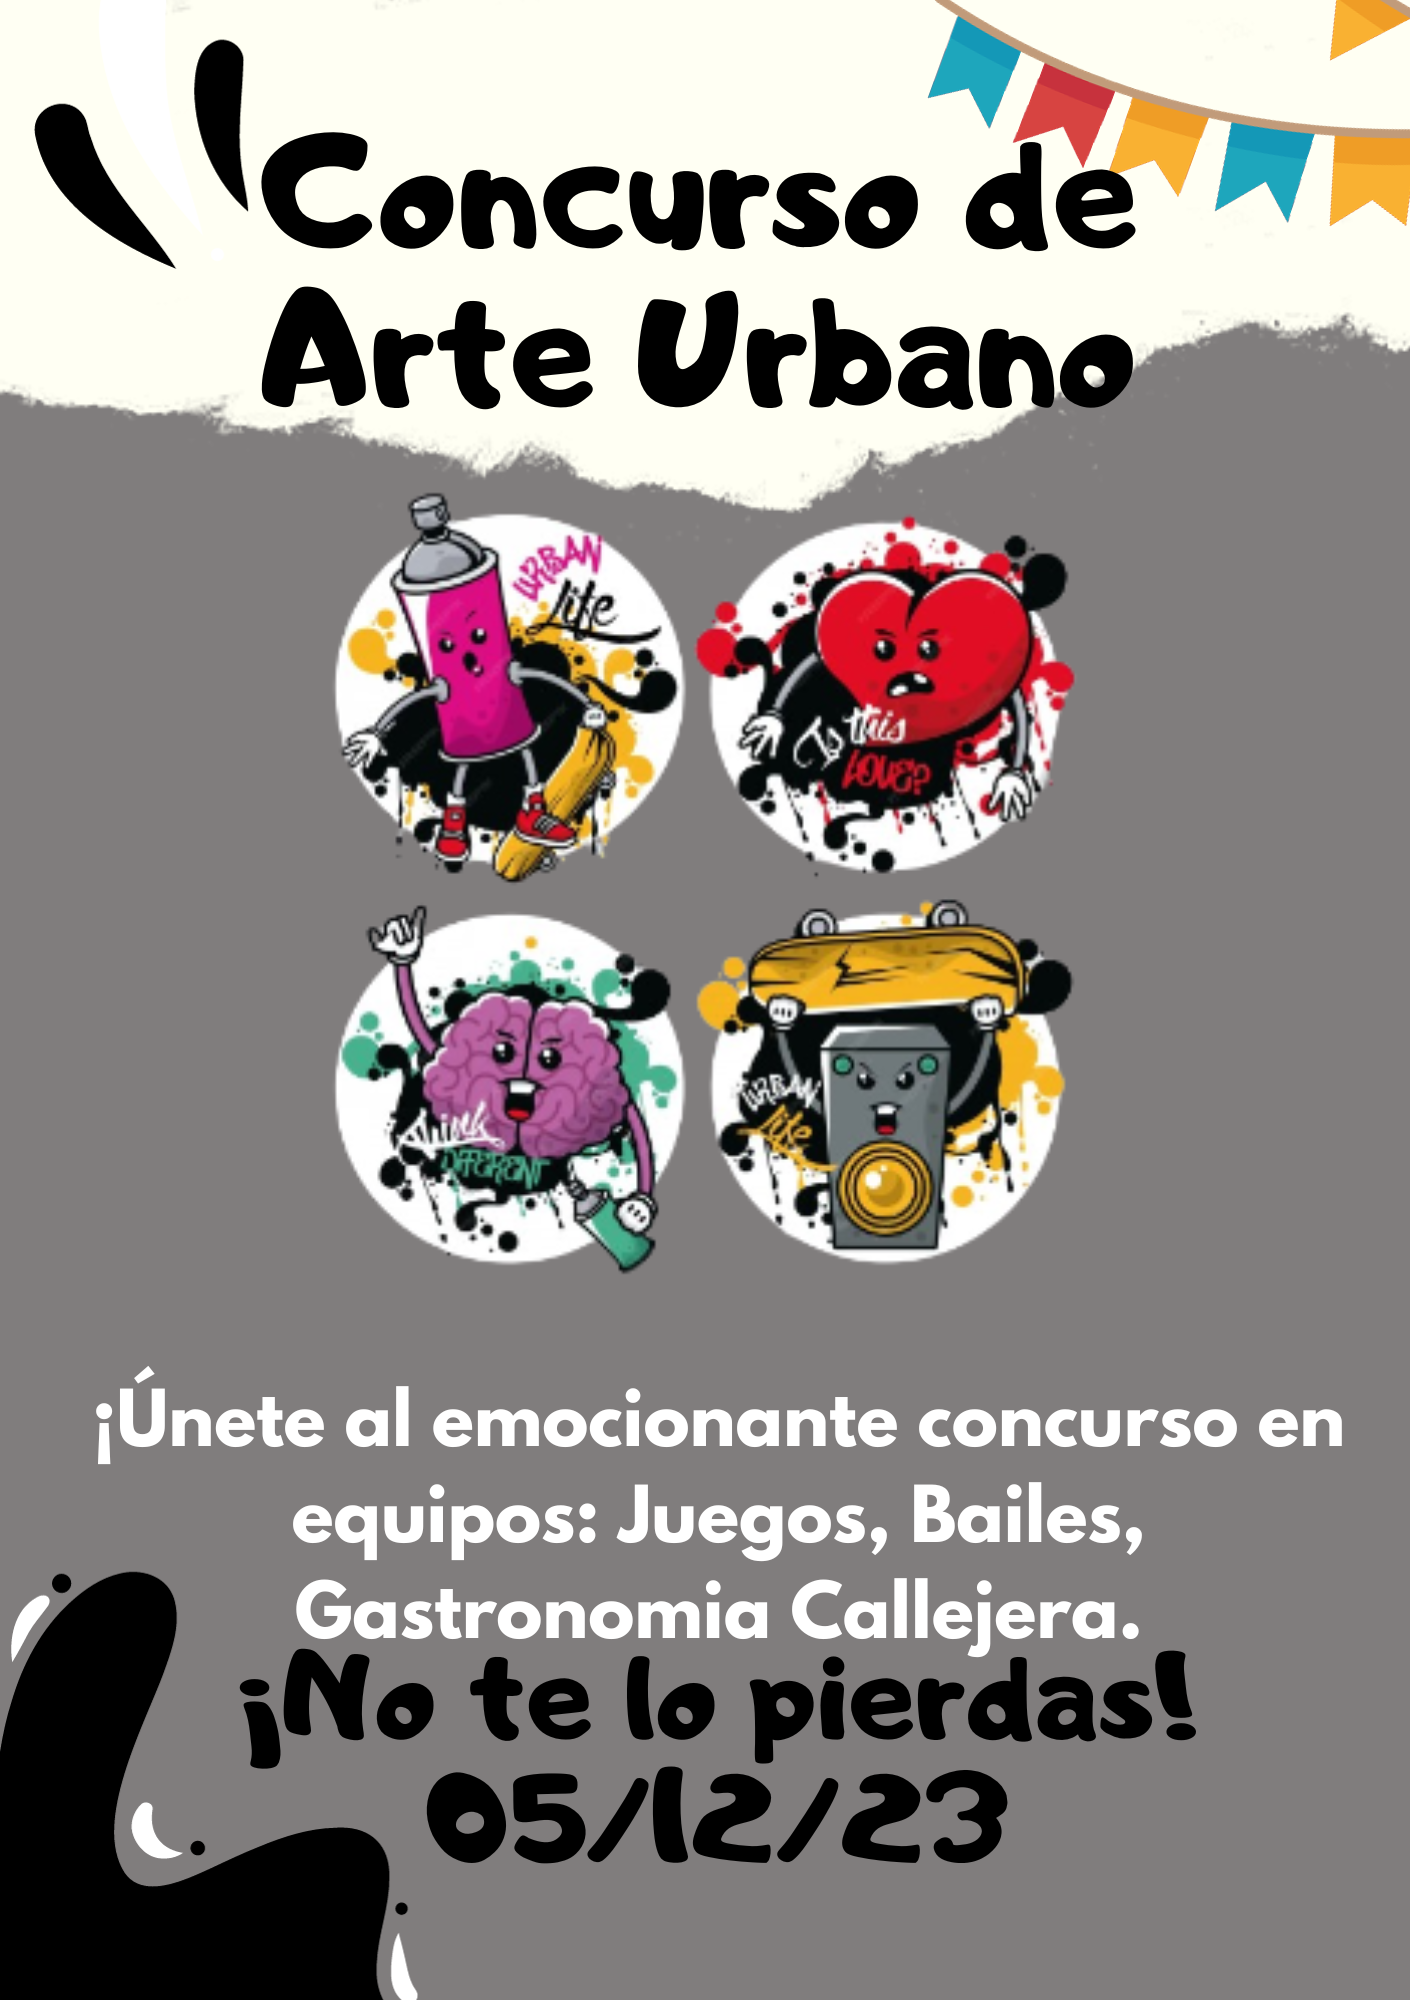 Concurso de
Arte Urbano
URBAN
Life
Is this
LOVE?
Think
DIFFERENT
URBAN
Life
¡Únete al emocionante concurso en
equipos: Juegos, Bailes,
Gastronomia Callejera.
¡No te lo pierdas!
05/12/23